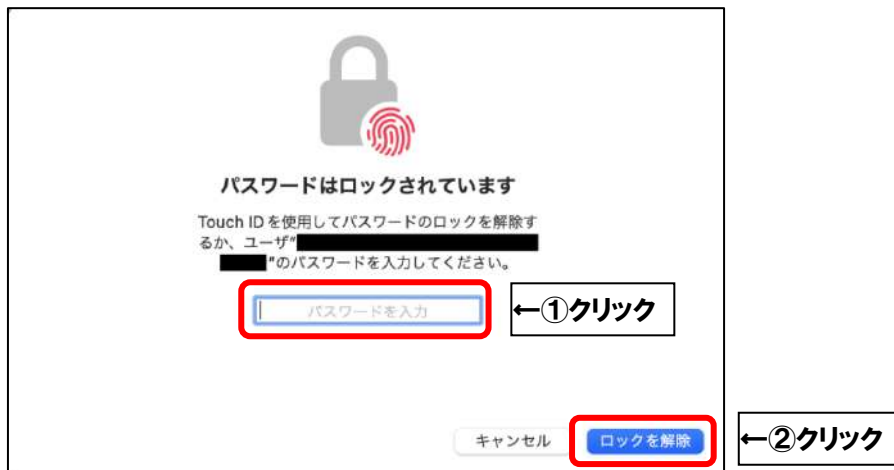 パスワードはロックされています
Touch IDを使用してパスワードのロックを解除す
るか、ユーザ"
"のパスワードを入力してください。
パスワードを入力
←①クリック
キャンセル
ロックを解除
←②クリック